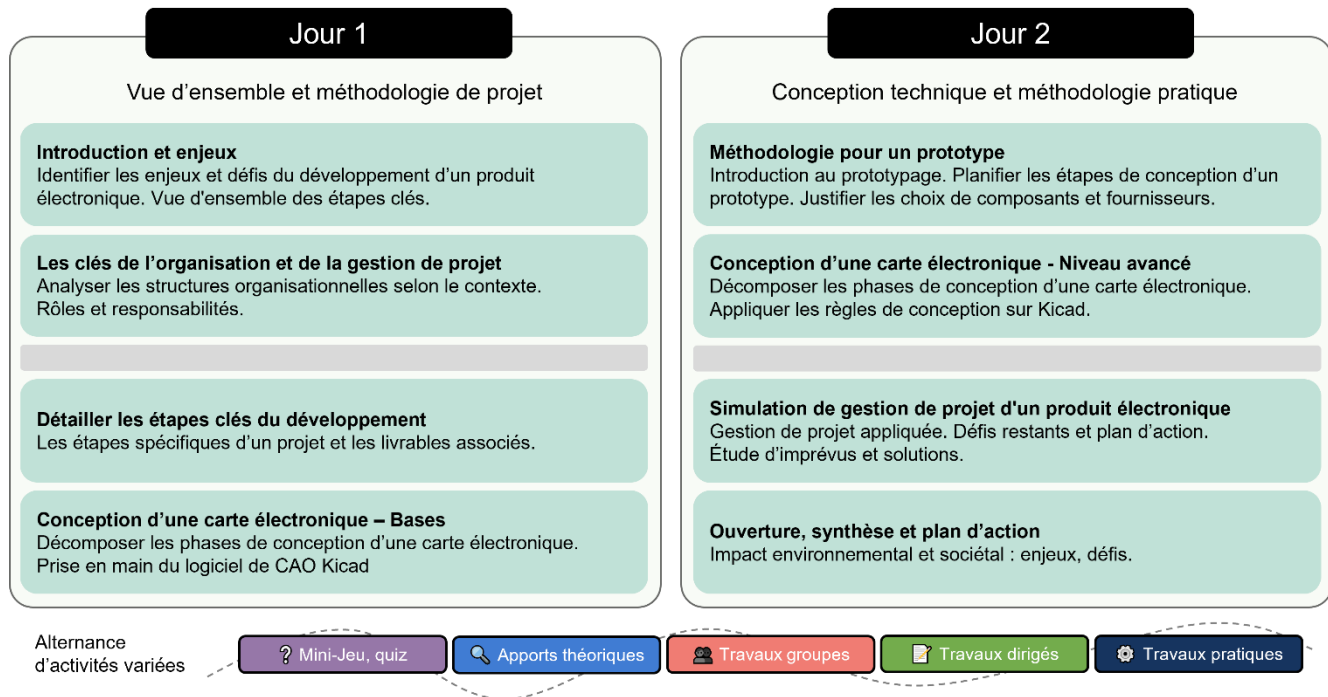 Jour 1
Vue d'ensemble et méthodologie de projet
Introduction et enjeux
Identifier les enjeux et défis du développement d'un produit
électronique. Vue d'ensemble des étapes clés.
Les clés de l'organisation et de la gestion de projet
Analyser les structures organisationnelles selon le contexte.
Rôles et responsabilités.
Détailler les étapes clés du développement
Les étapes spécifiques d'un projet et les livrables associés.
Conception d'une carte électronique – Bases
Décomposer les phases de conception d'une carte électronique.
Prise en main du logiciel de CAO Kicad
Jour 2
Conception technique et méthodologie pratique
Méthodologie pour un prototype
Introduction au prototypage. Planifier les étapes de conception d'un
prototype. Justifier les choix de composants et fournisseurs.
Conception d'une carte électronique - Niveau avancé
Décomposer les phases de conception d'une carte électronique.
Appliquer les règles de conception sur Kicad.
Simulation de gestion de projet d'un produit électronique
Gestion de projet appliquée. Défis restants et plan d'action.
Étude d'imprévus et solutions.
Ouverture, synthèse et plan d'action
Impact environnemental et sociétal : enjeux, défis.
Alternance
d'activités variées
? Mini-Jeu, quiz
Apports théoriques
Travaux groupes
Travaux dirigés
Travaux pratiques